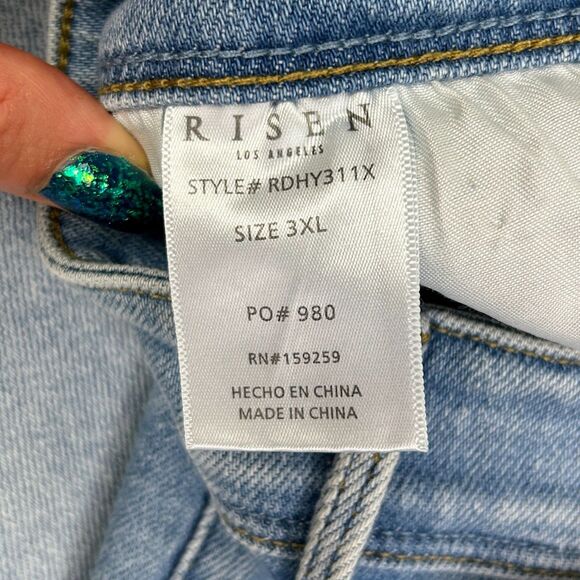 RISEN
LOS ANGELES
STYLE# RDHY311X
SIZE 3XL
PO# 980
RN#159259
HECHO EN CHINA
MADE IN CHINA